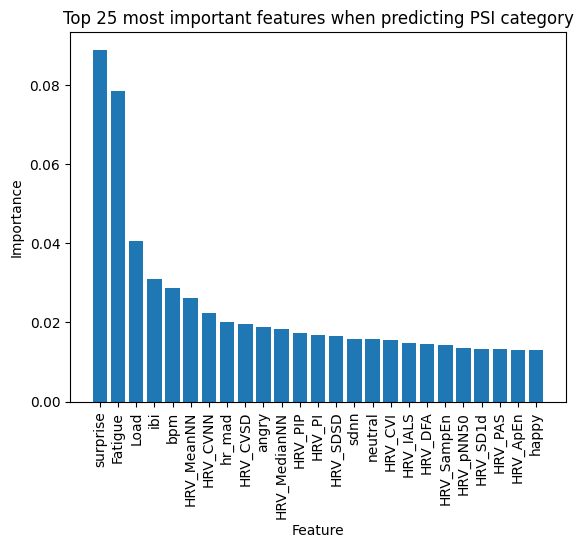 Top 25 most important features when predicting PSI category
Importance
0.08
0.06
0.04
0.02
0.00
surprise
Fatigue
Load
ibi
bpm
HRV_MeanNN
HRV_CVNN
hr_mad
HRV_CVSD
angry
HRV_MedianNN
HRV_PIP
HRV_PI
HRV_SDSD
sdnn
neutral
HRV_CVI
HRV_IALS
HRV_DFA
HRV_SampEn
HRV_pNN50
HRV_SD1d
HRV_PAS
HRV_ApEn
happy
Feature